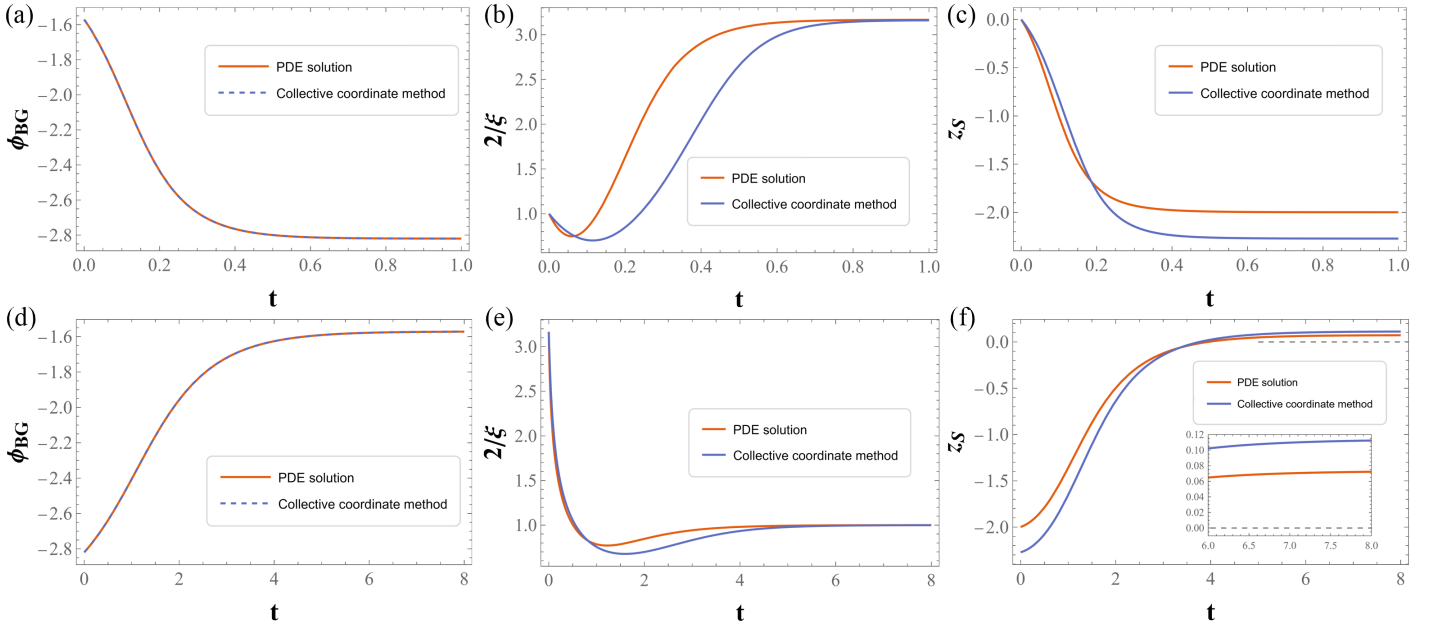 (a)
−1.6
−1.8
−2.0
−2.2
−2.4
−2.6
−2.8
ϕBG
PDE solution
Collective coordinate method
0.0 0.2 0.4 0.6 0.8 1.0
t
(b)
3.0
2.5
2.0
1.5
1.0
2/ξ
PDE solution
Collective coordinate method
0.0 0.2 0.4 0.6 0.8 1.0
t
(c)
0.0
−0.5
−1.0
−1.5
−2.0
zS
PDE solution
Collective coordinate method
0.0 0.2 0.4 0.6 0.8 1.0
t
(d)
−1.6
−1.8
−2.0
−2.2
−2.4
−2.6
−2.8
ϕBG
PDE solution
Collective coordinate method
0 2 4 6 8
t
(e)
3.0
2.5
2.0
1.5
1.0
2/ξ
PDE solution
Collective coordinate method
0 2 4 6 8
t
(f)
0.0
−0.5
−1.0
−1.5
−2.0
zS
PDE solution
Collective coordinate method
0.12
0.10
0.08
0.06
0.04
0.02
0.00
6.0 6.5 7.0 7.5 8.0
0 2 4 6 8
t